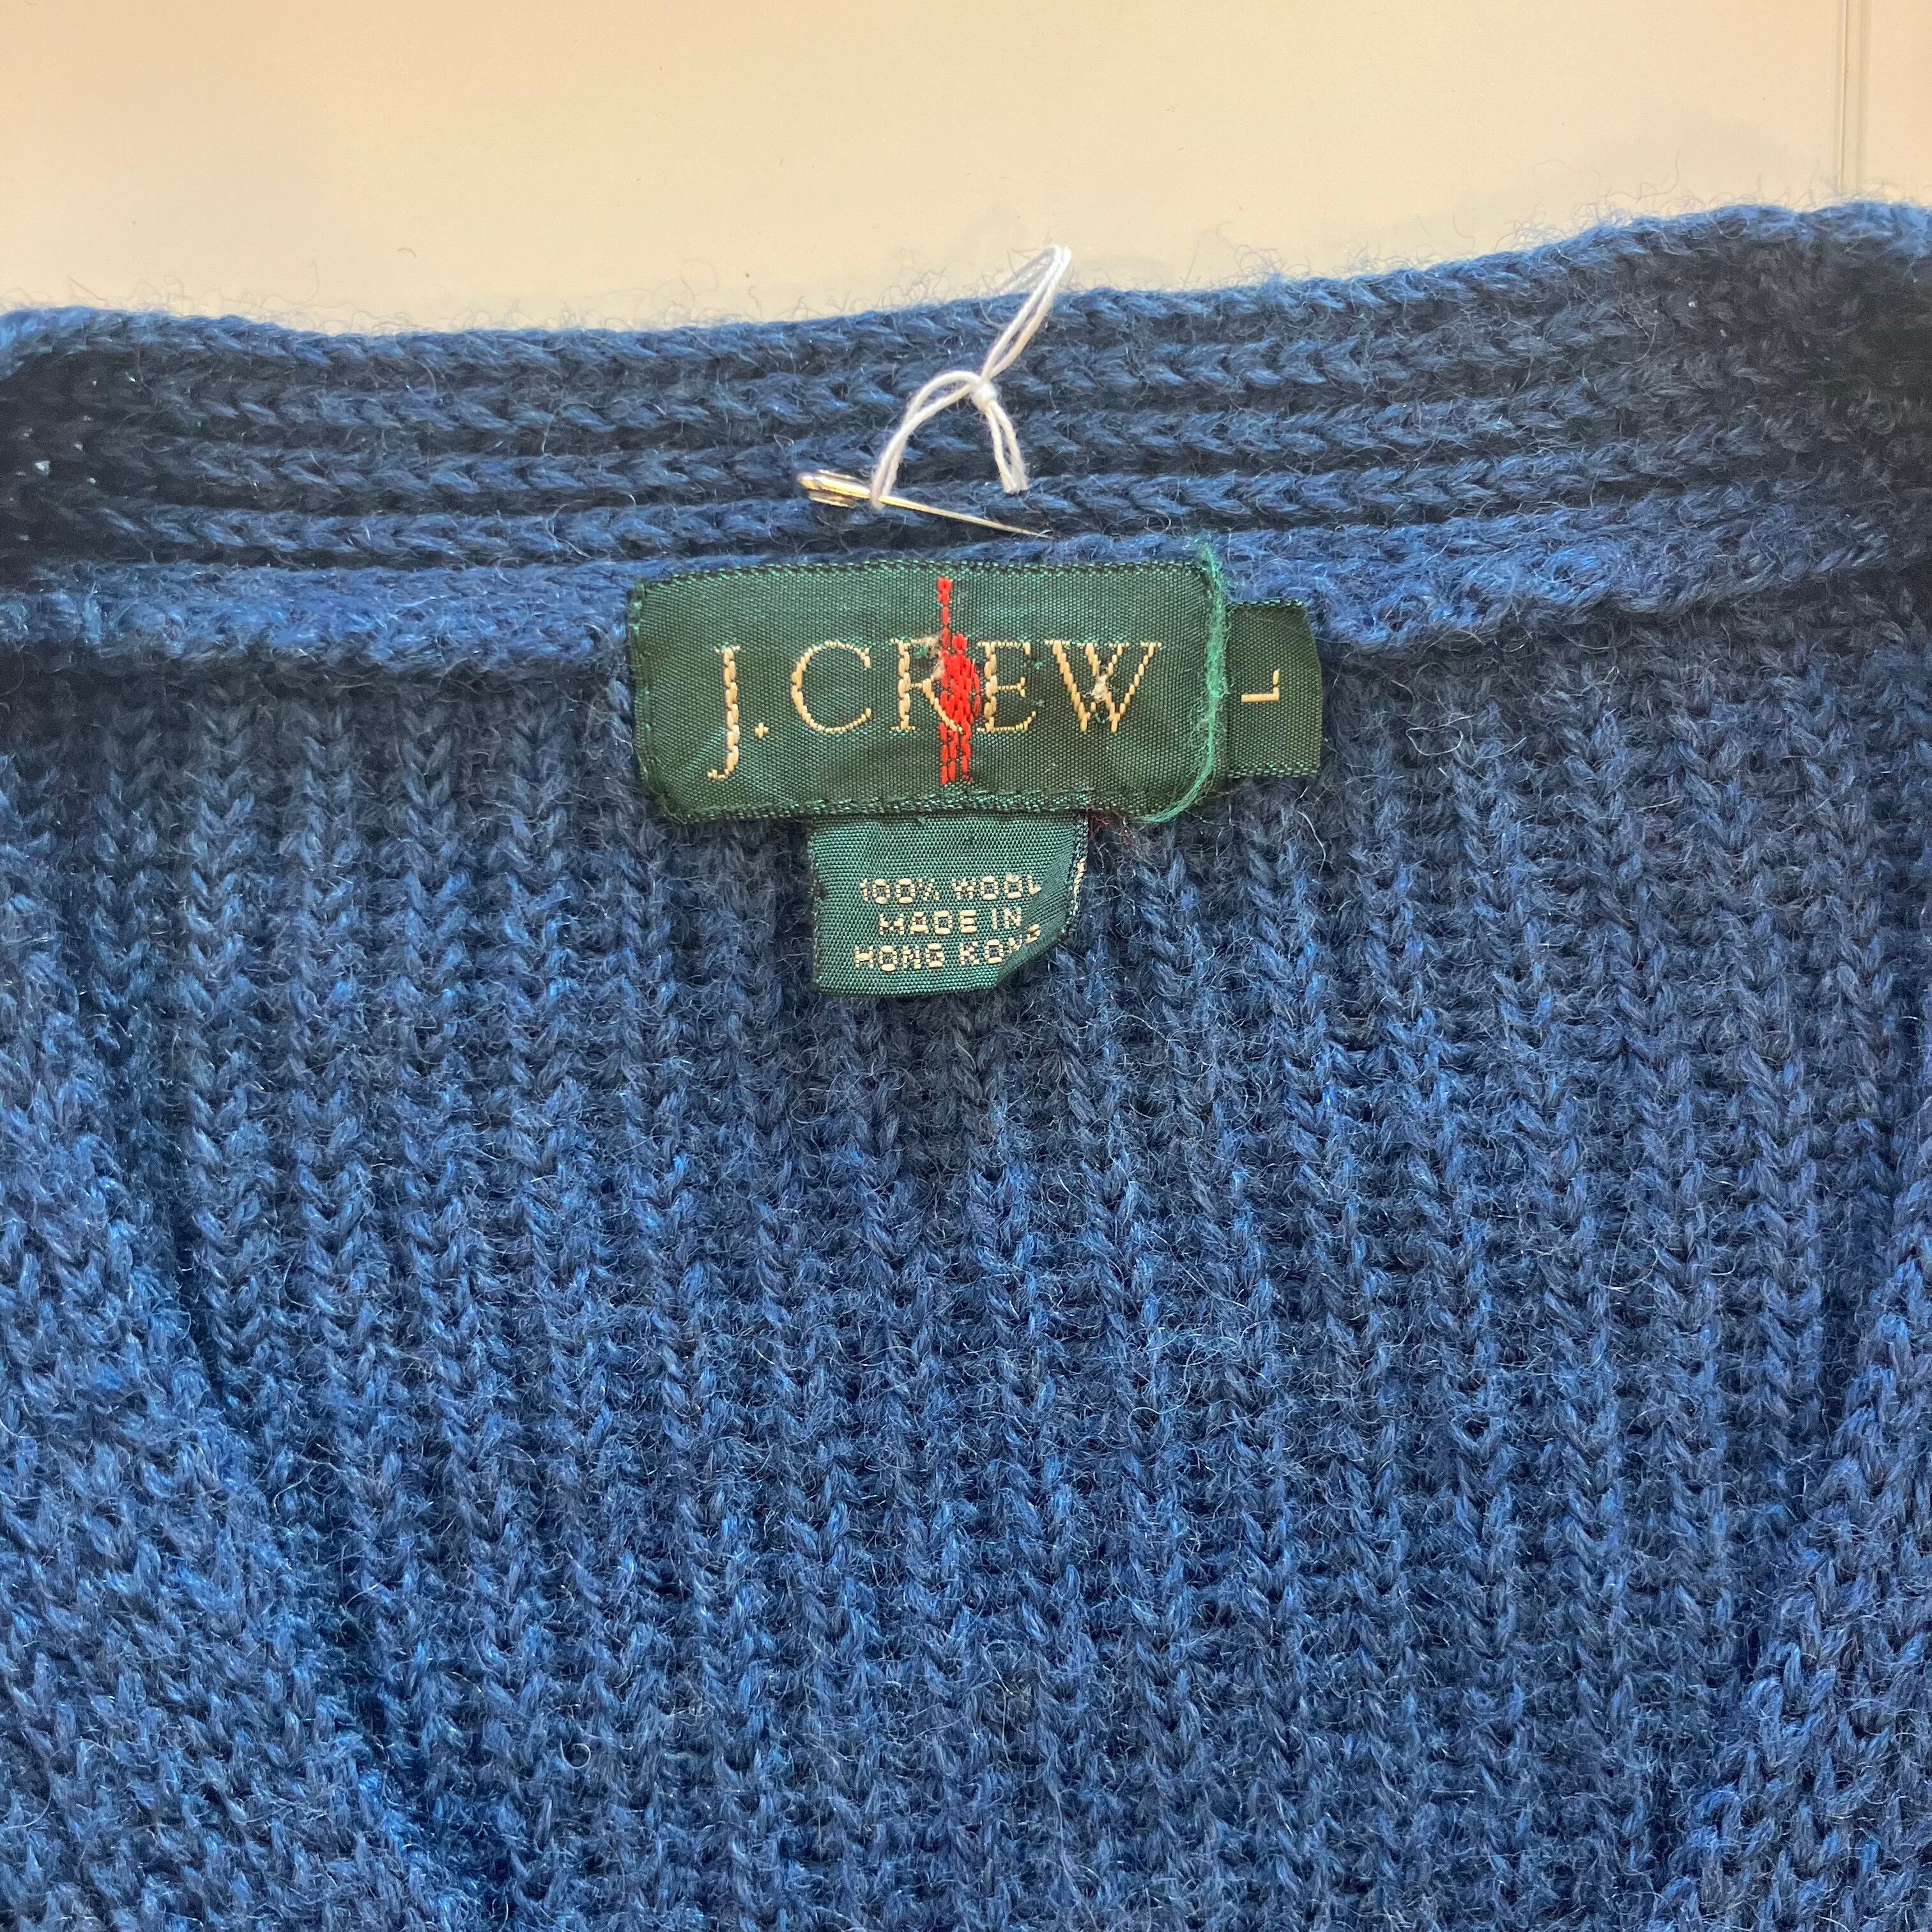 J. CREW
L
100% WOOL
MADE IN
HONG KONG